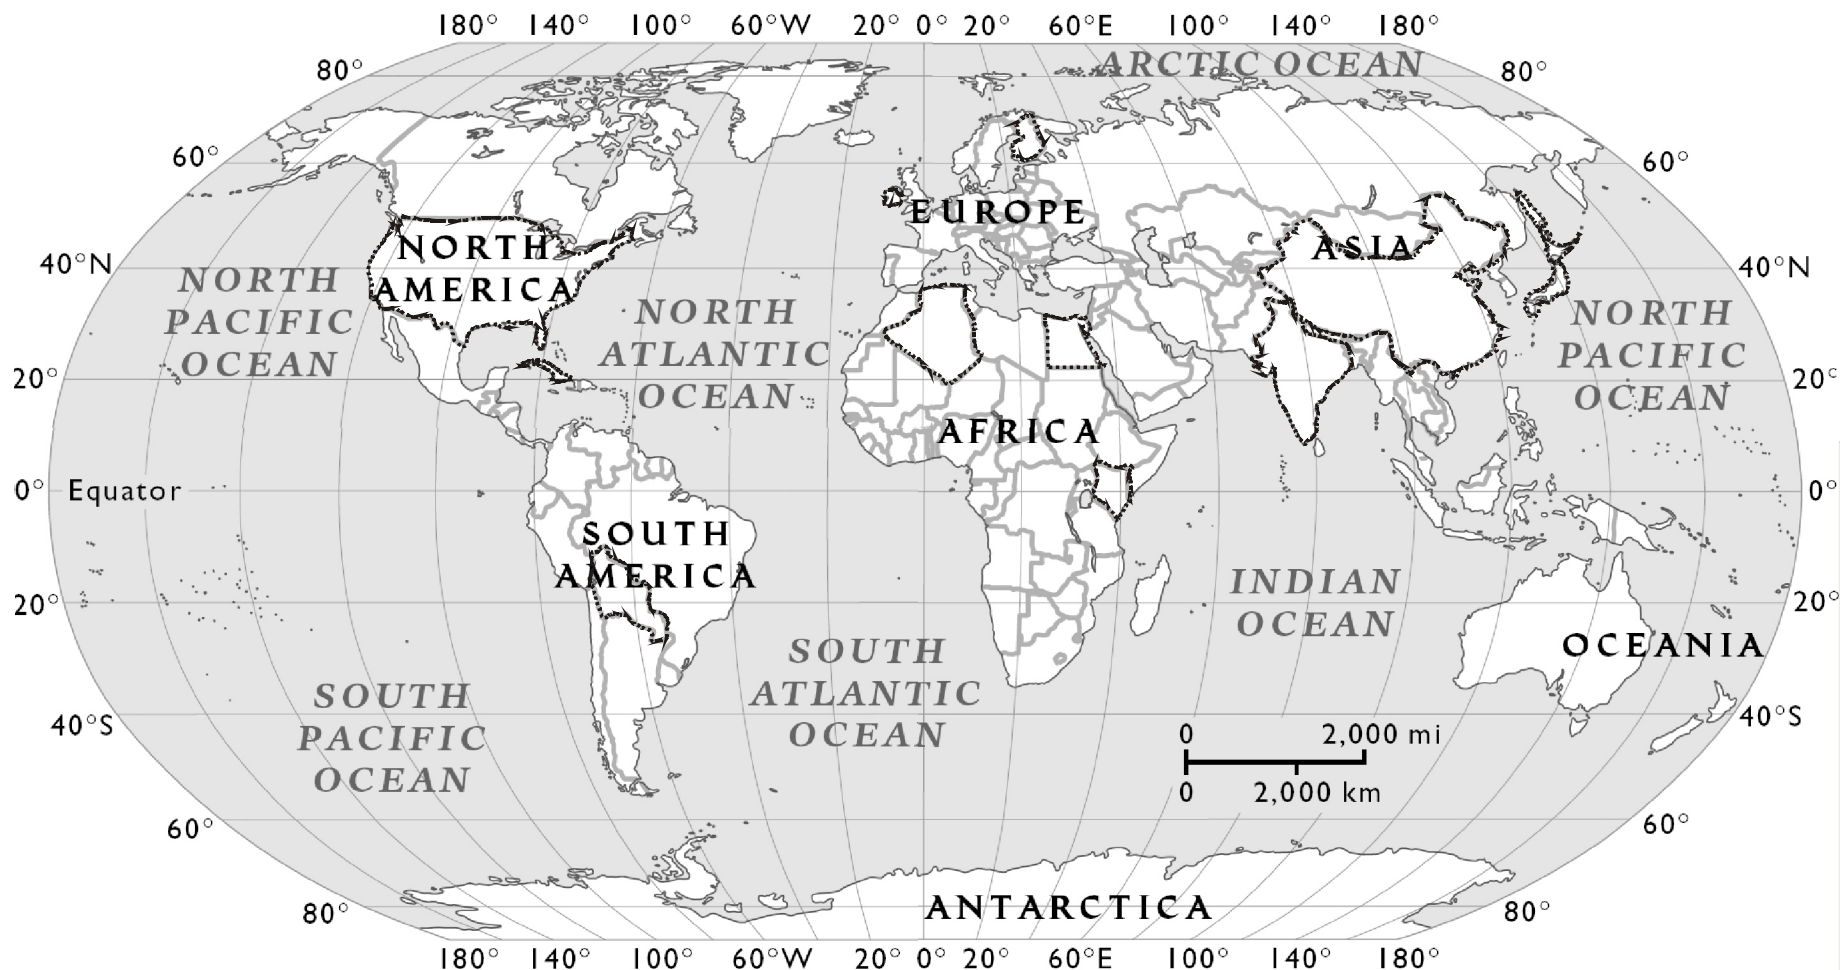 180° 140° 100° 60°W 20° 0° 20° 60°E 100° 140° 180°
ARCTIC OCEAN
80° 80°
60° 60°
EUROPE
NORTH
AMERICA
ASIA
40°N 40°N
NORTH
PACIFIC
OCEAN
NORTH
ATLANTIC
OCEAN
NORTH
PACIFIC
OCEAN
20° 20°
AFRICA
0° Equator 0°
SOUTH
AMERICA
INDIAN
OCEAN
20° 20°
OCEANIA
SOUTH
ATLANTIC
OCEAN
SOUTH
PACIFIC
OCEAN
40°S 40°S
0 2,000 mi
0 2,000 km
60° 60°
ANTARCTICA
80° 80°
180° 140° 100° 60°W 20° 0° 20° 60°E 100° 140° 180°